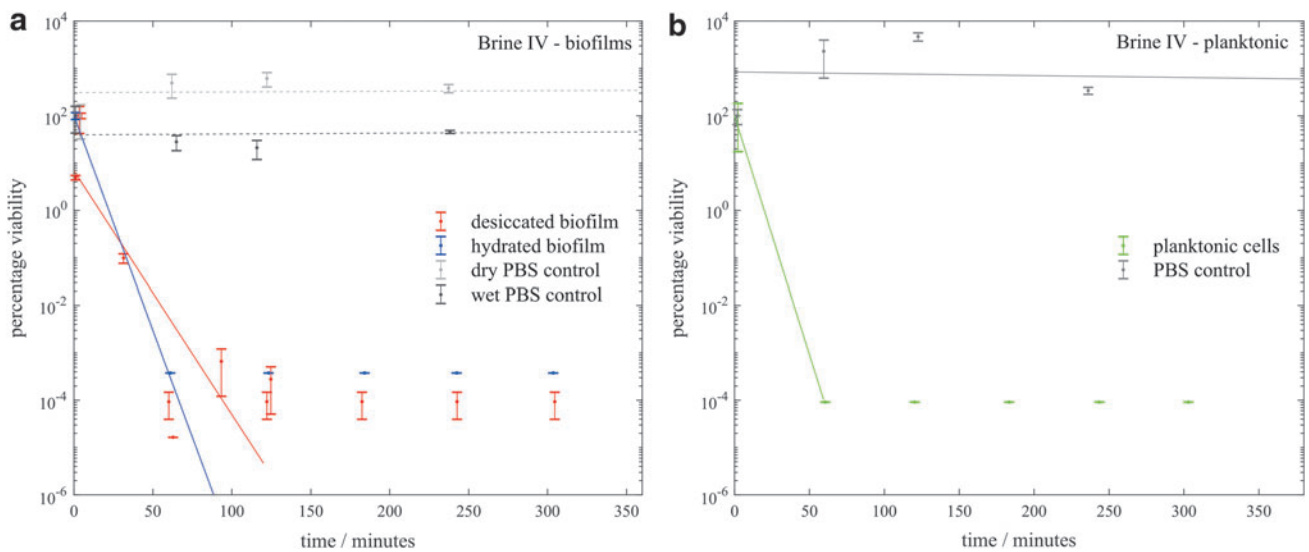 a
Brine IV - biofilms
percentage viability
10^4
10^2
10^0
10^-2
10^-4
10^-6
desiccated biofilm
hydrated biofilm
dry PBS control
wet PBS control
0 50 100 150 200 250 300 350
time / minutes
b
Brine IV - planktonic
percentage viability
10^4
10^2
10^0
10^-2
10^-4
10^-6
planktonic cells
PBS control
0 50 100 150 200 250 300 350
time / minutes